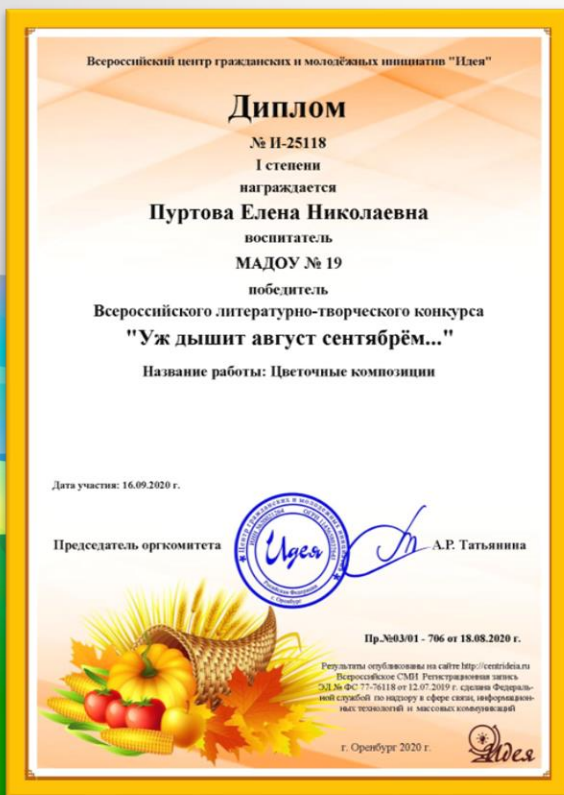 Всероссийский центр гражданских и молодёжных инициатив "Идея"
Диплом
№ И-25118
I степени
награждается
Пуртова Елена Николаевна
воспитатель
МАДОУ № 19
победитель
Всероссийского литературно-творческого конкурса
"Уж дышит август сентябрём..."
Название работы: Цветочные композиции
Дата участия: 16.09.2020 г.
Председатель оргкомитета
Идея
Российская Федерация
г. Оренбург
А.Р. Татьянина
Пр.№03/01 - 706 от 18.08.2020 г.
Результаты опубликованы на сайте http://centrideia.ru
Всероссийское СМИ Регистрационная запись
ЭЛ № ФС 77-76118 от 12.07.2019 г. сделана Федераль-
ной службой по надзору в сфере связи, информацион-
ных технологий и массовых коммуникаций
г. Оренбург 2020 г.
Идея